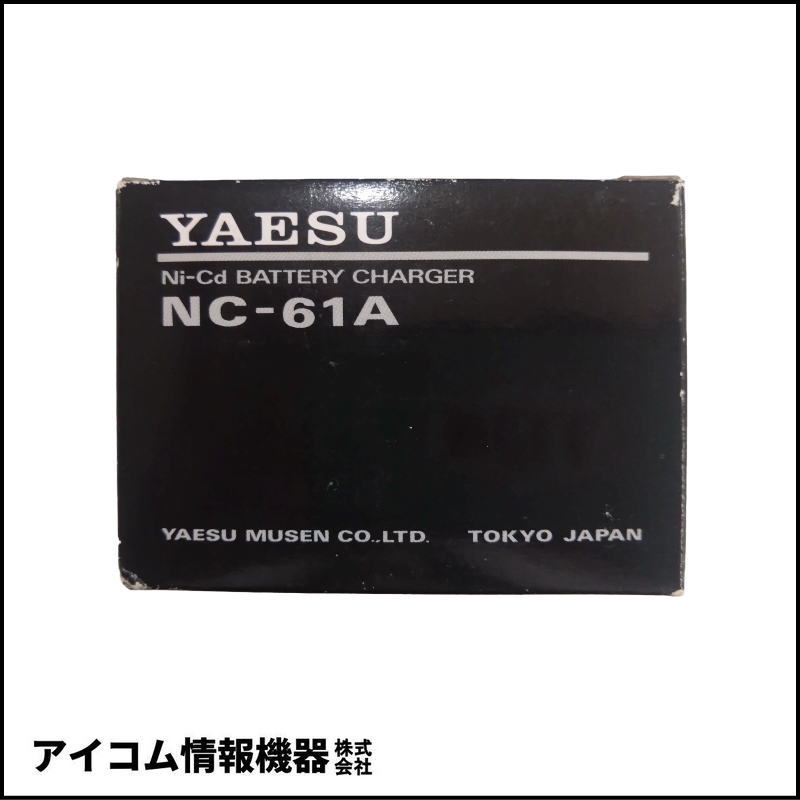 YAESU
Ni-Cd BATTERY CHARGER
NC-61A
YAESU MUSEN CO.,LTD. TOKYO JAPAN
アイコム情報機器株式会社